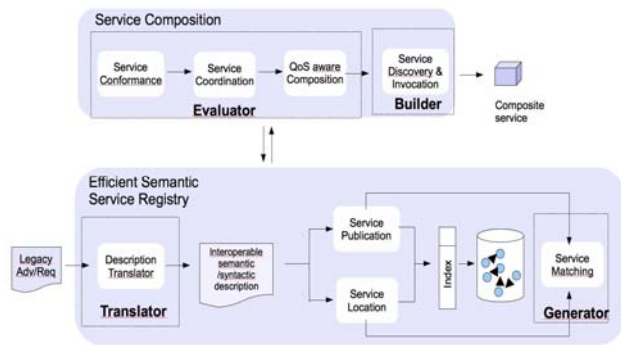 Service Composition
Service
Conformance
Service
Coordination
QoS aware
Composition
Evaluator
Service
Discovery &
Invocation
Builder
Composite
service
Efficient Semantic
Service Registry
Legacy
Adv/Req
Description
Translator
Translator
Interoperable
semantic
/syntactic
description
Service
Publication
Service
Location
Index
Service
Matching
Generator